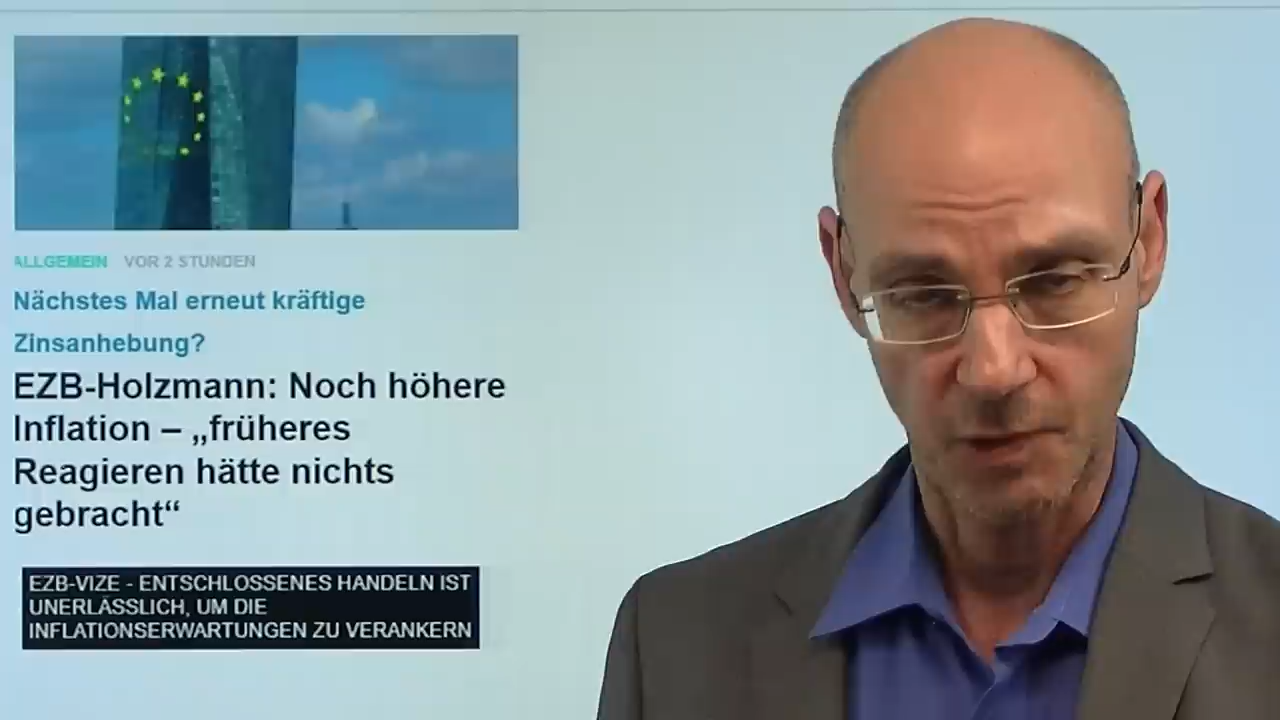 ALLGEMEIN VOR 2 STUNDEN
Nächstes Mal erneut kräftige
Zinsanhebung?
EZB-Holzmann: Noch höhere
Inflation – „früheres
Reagieren hätte nichts
gebracht“
EZB-VIZE - ENTSCHLOSSENES HANDELN IST
UNERLÄSSLICH, UM DIE
INFLATIONSERWARTUNGEN ZU VERANKERN